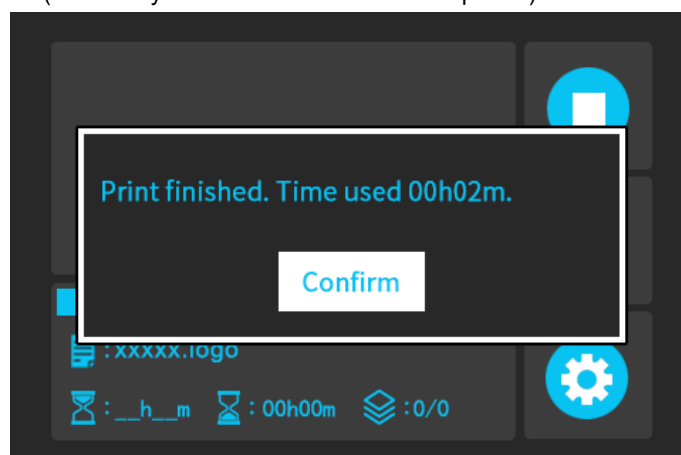 Print finished. Time used 00h02m.
Confirm
:xxxxx.logo
:__h__m :00h00m :0/0